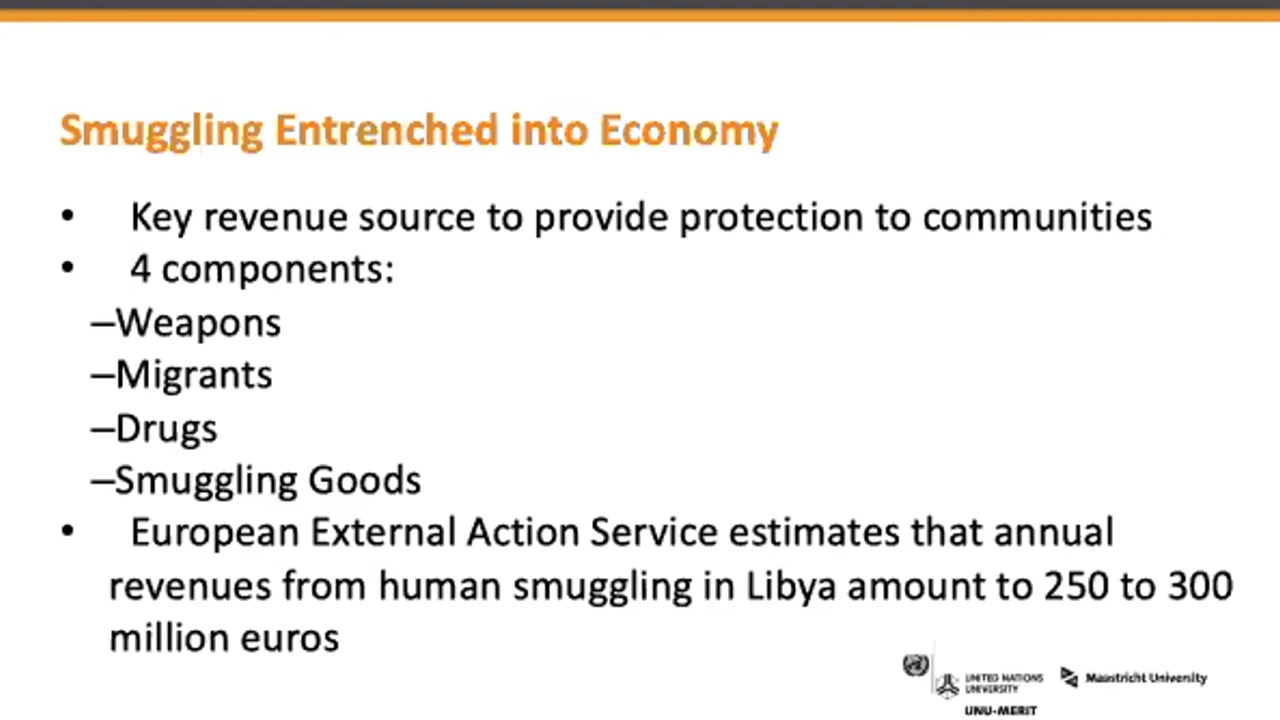 Smuggling Entrenched into Economy
• Key revenue source to provide protection to communities
• 4 components:
–Weapons
–Migrants
–Drugs
–Smuggling Goods
• European External Action Service estimates that annual
revenues from human smuggling in Libya amount to 250 to 300
million euros
UNITED NATIONS
UNIVERSITY
UNU-MERIT
Maastricht University